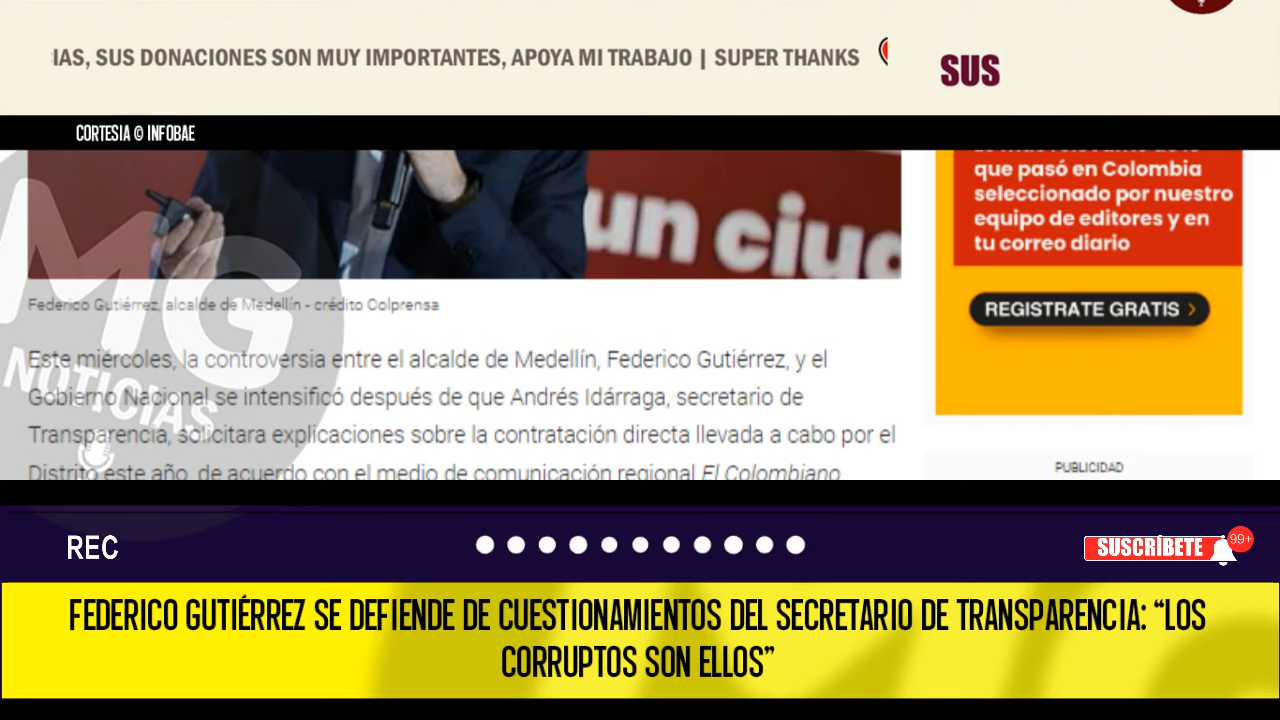 IAS, SUS DONACIONES SON MUY IMPORTANTES, APOYA MI TRABAJO | SUPER THANKS
SUS
CORTESIA © INFOBAE
un ciud
que pasó en Colombia
seleccionado por nuestro
equipo de editores y en
tu correo diario
REGISTRATE GRATIS >
Federico Gutiérrez, alcalde de Medellín - crédito Colprensa
Este miércoles, la controversia entre el alcalde de Medellín, Federico Gutiérrez, y el
Gobierno Nacional se intensificó después de que Andrés Idárraga, secretario de
Transparencia, solicitara explicaciones sobre la contratación directa llevada a cabo por el
Distrito este año, de acuerdo con el medio de comunicación regional El Colombiano
MG
NOTICIAS
PUBLICIDAD
REC
SUSCRÍBETE
99+
FEDERICO GUTIÉRREZ SE DEFIENDE DE CUESTIONAMIENTOS DEL SECRETARIO DE TRANSPARENCIA: “LOS
CORRUPTOS SON ELLOS”